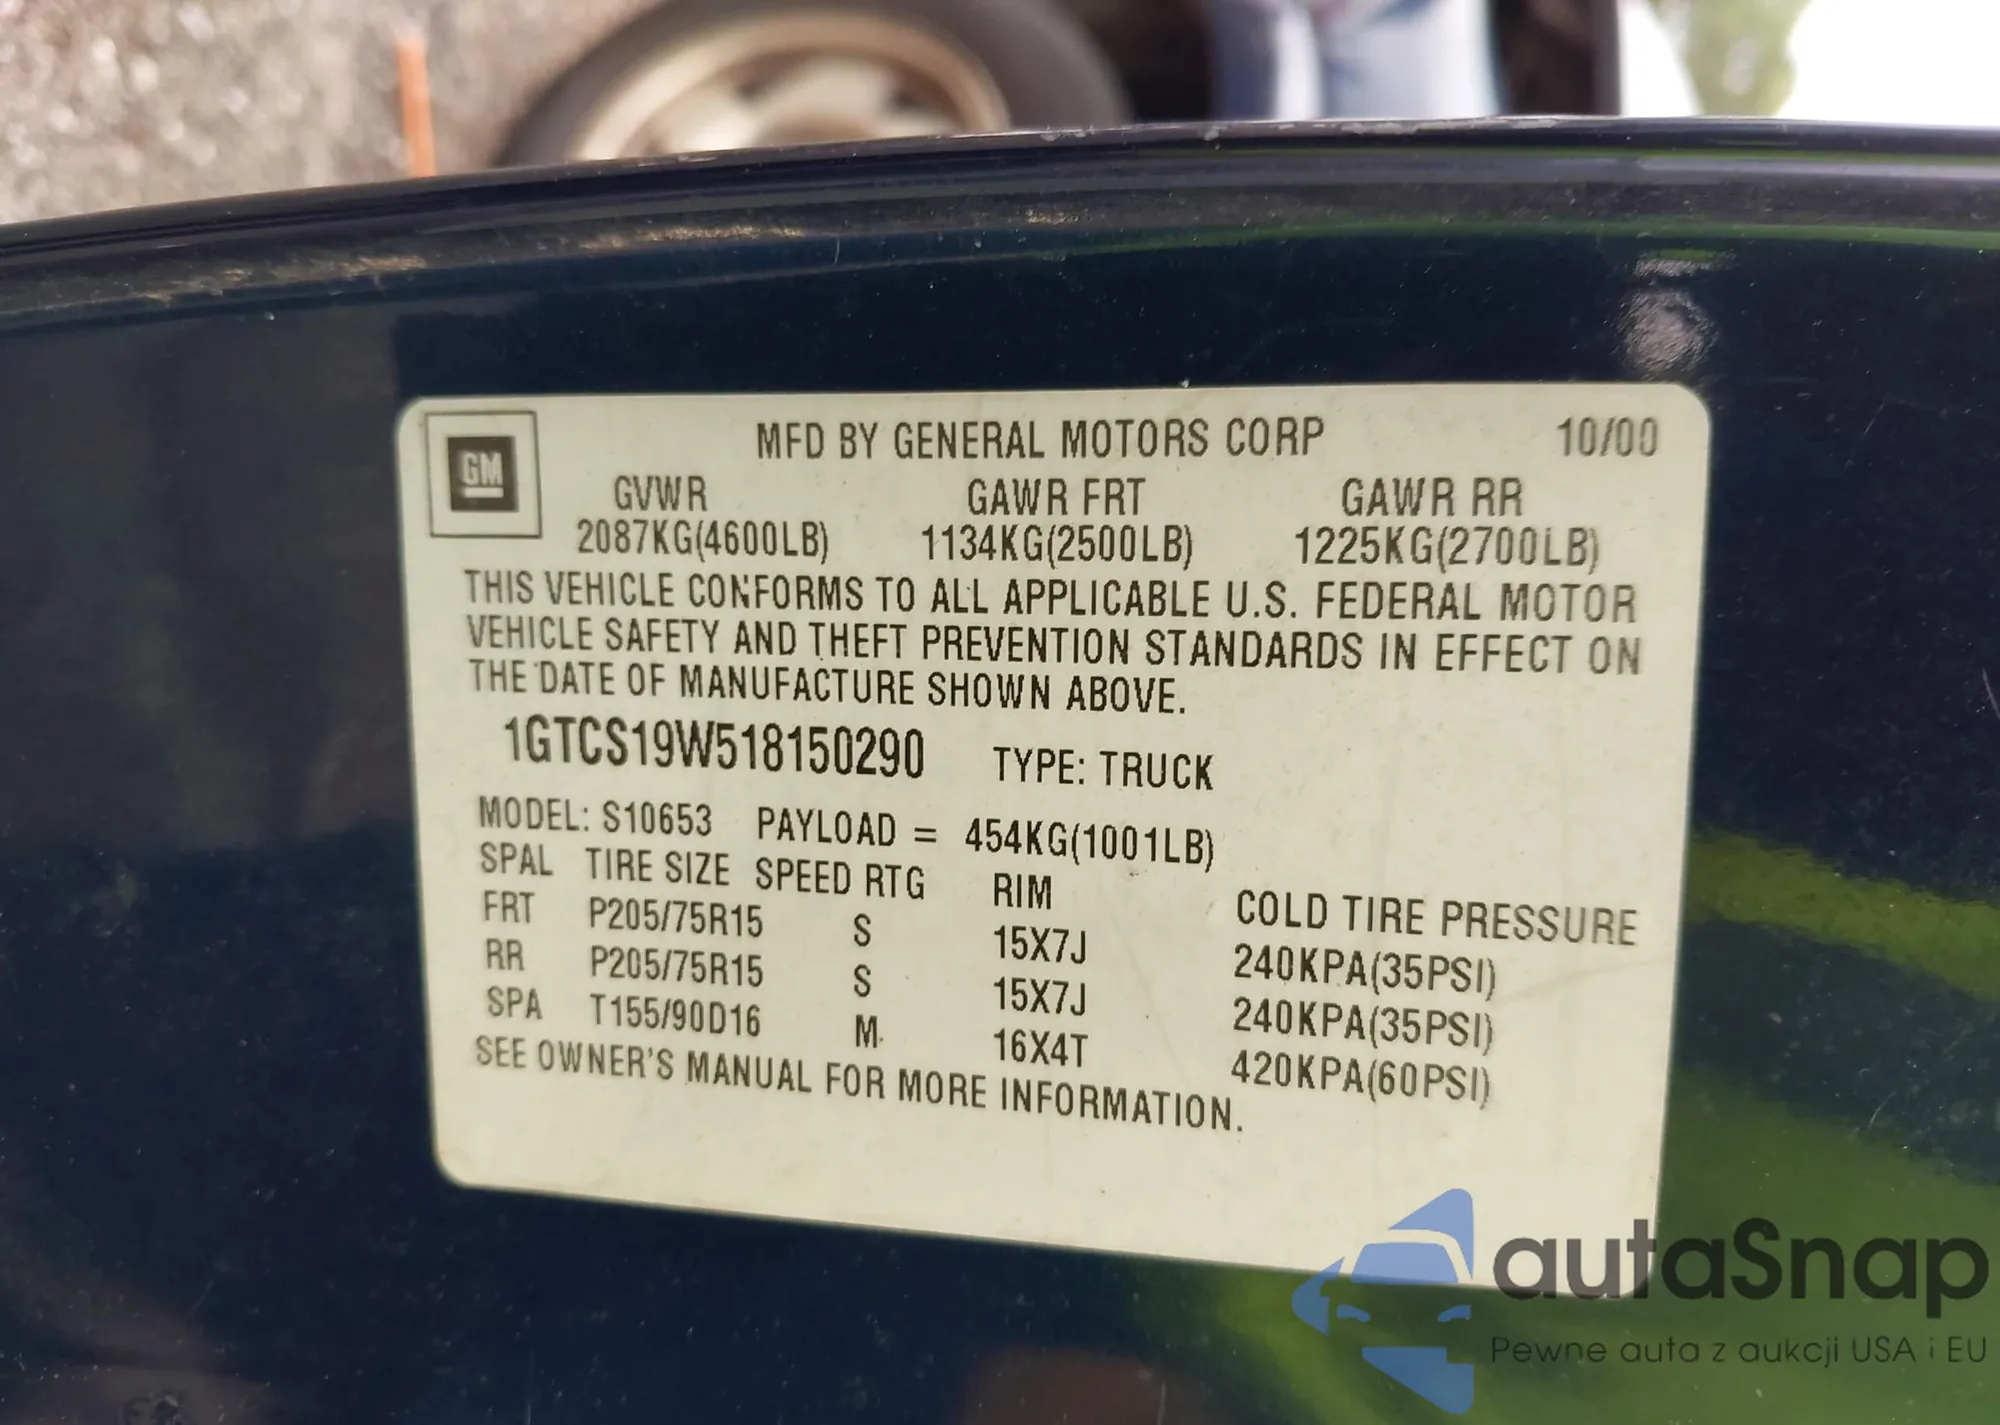 GM
MFD BY GENERAL MOTORS CORP 10/00
GVWR GAWR FRT GAWR RR
2087KG(4600LB) 1134KG(2500LB) 1225KG(2700LB)
THIS VEHICLE CONFORMS TO ALL APPLICABLE U.S. FEDERAL MOTOR
VEHICLE SAFETY AND THEFT PREVENTION STANDARDS IN EFFECT ON
THE DATE OF MANUFACTURE SHOWN ABOVE.
1GTCS19W518150290 TYPE: TRUCK
MODEL: S10653 PAYLOAD = 454KG(1001LB)
SPAL TIRE SIZE SPEED RTG RIM COLD TIRE PRESSURE
FRT P205/75R15 S 15X7J 240KPA(35PSI)
RR P205/75R15 S 15X7J 240KPA(35PSI)
SPA T155/90D16 M 16X4T 420KPA(60PSI)
SEE OWNER'S MANUAL FOR MORE INFORMATION.
autaSnap
Pewne auta z aukcji USA i EU